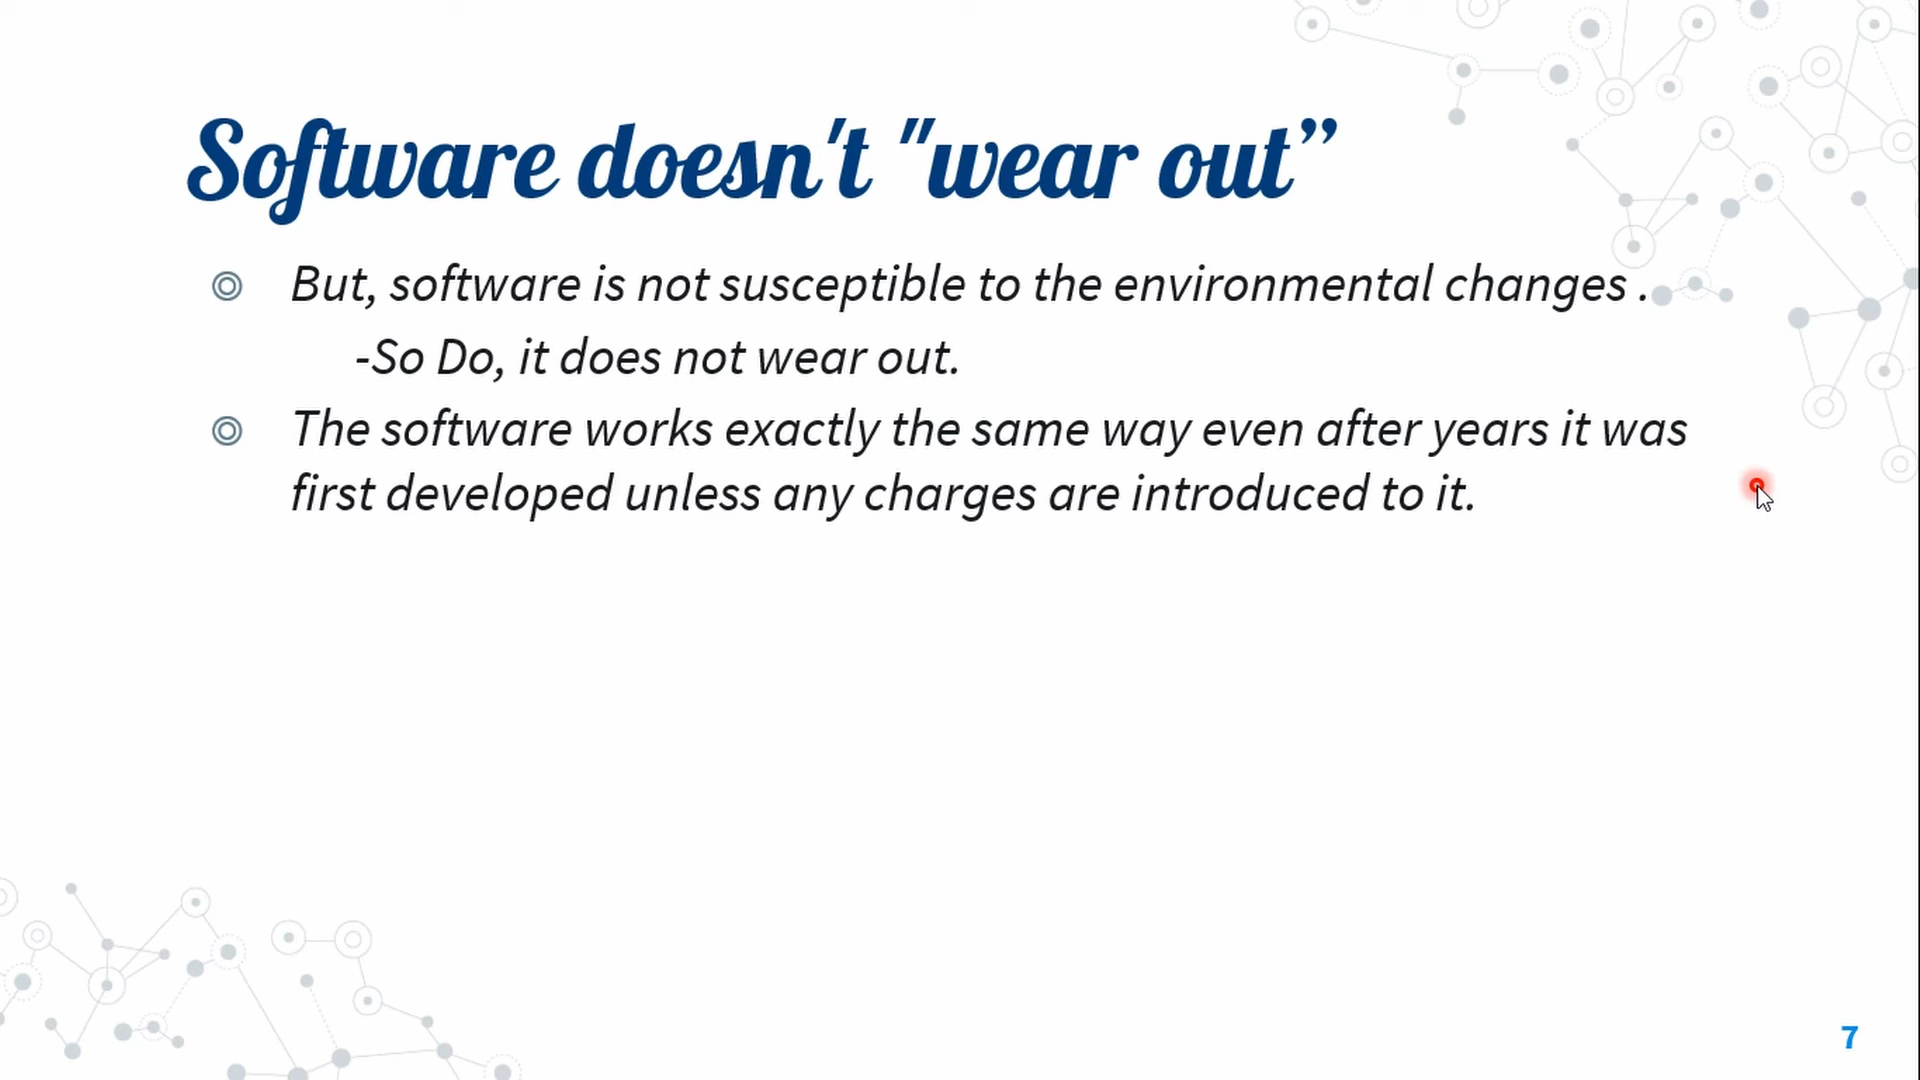 Software doesn't "wear out”
But, software is not susceptible to the environmental changes .
-So Do, it does not wear out.
The software works exactly the same way even after years it was
first developed unless any charges are introduced to it.
7